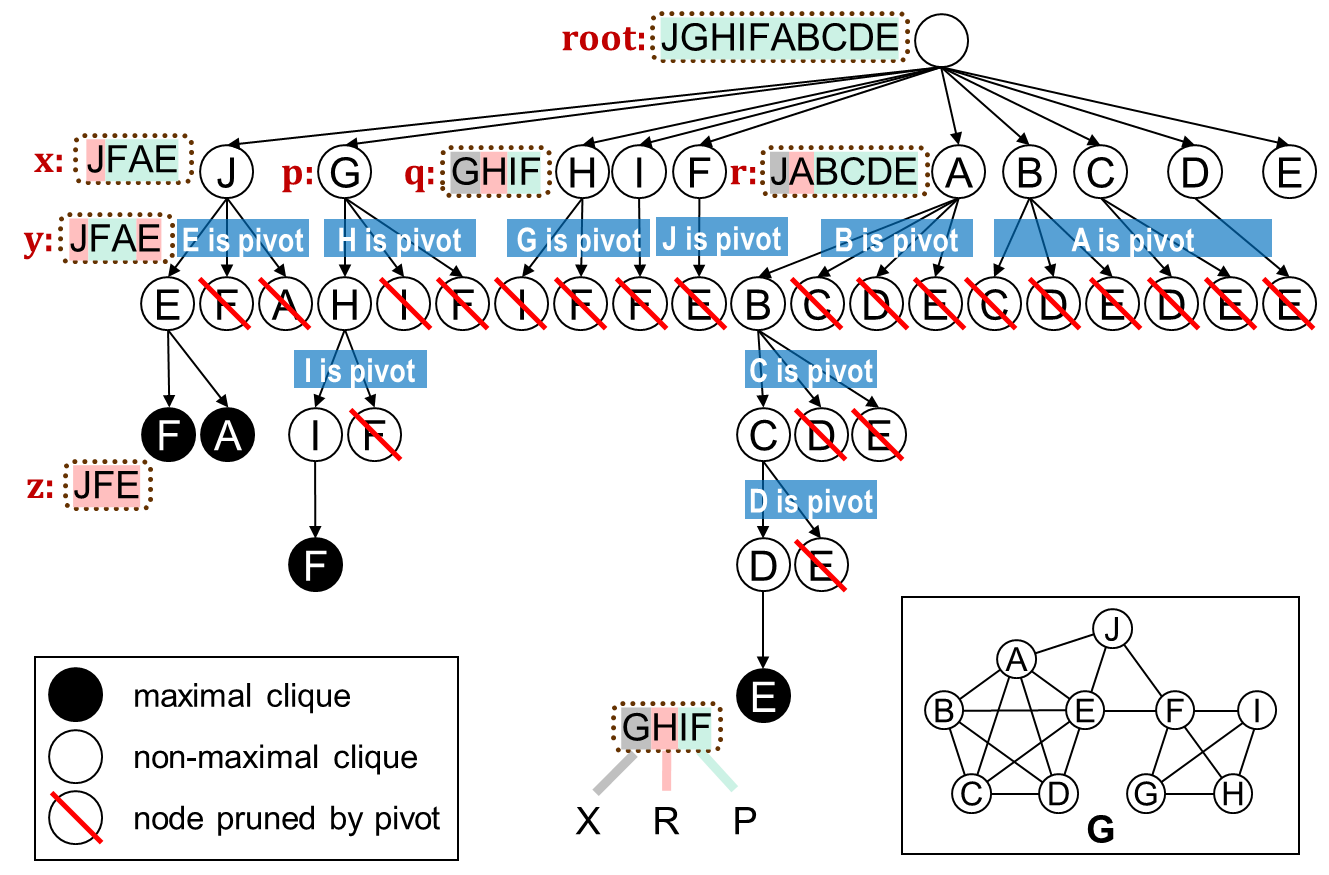 root: JGHIFABCDE
x: JFAE J p: G q: GHIF H I F r: JABCDE A B C D E
y: JFAE E is pivot H is pivot G is pivot J is pivot B is pivot A is pivot
E F A H I F I F F E B C D E C D E D E E
I is pivot C is pivot
F A I F C D E
z: JFE D is pivot
F D E
E
maximal clique
non-maximal clique
node pruned by pivot
GHIF
X R P
J
A
B E F I
C D G H
G